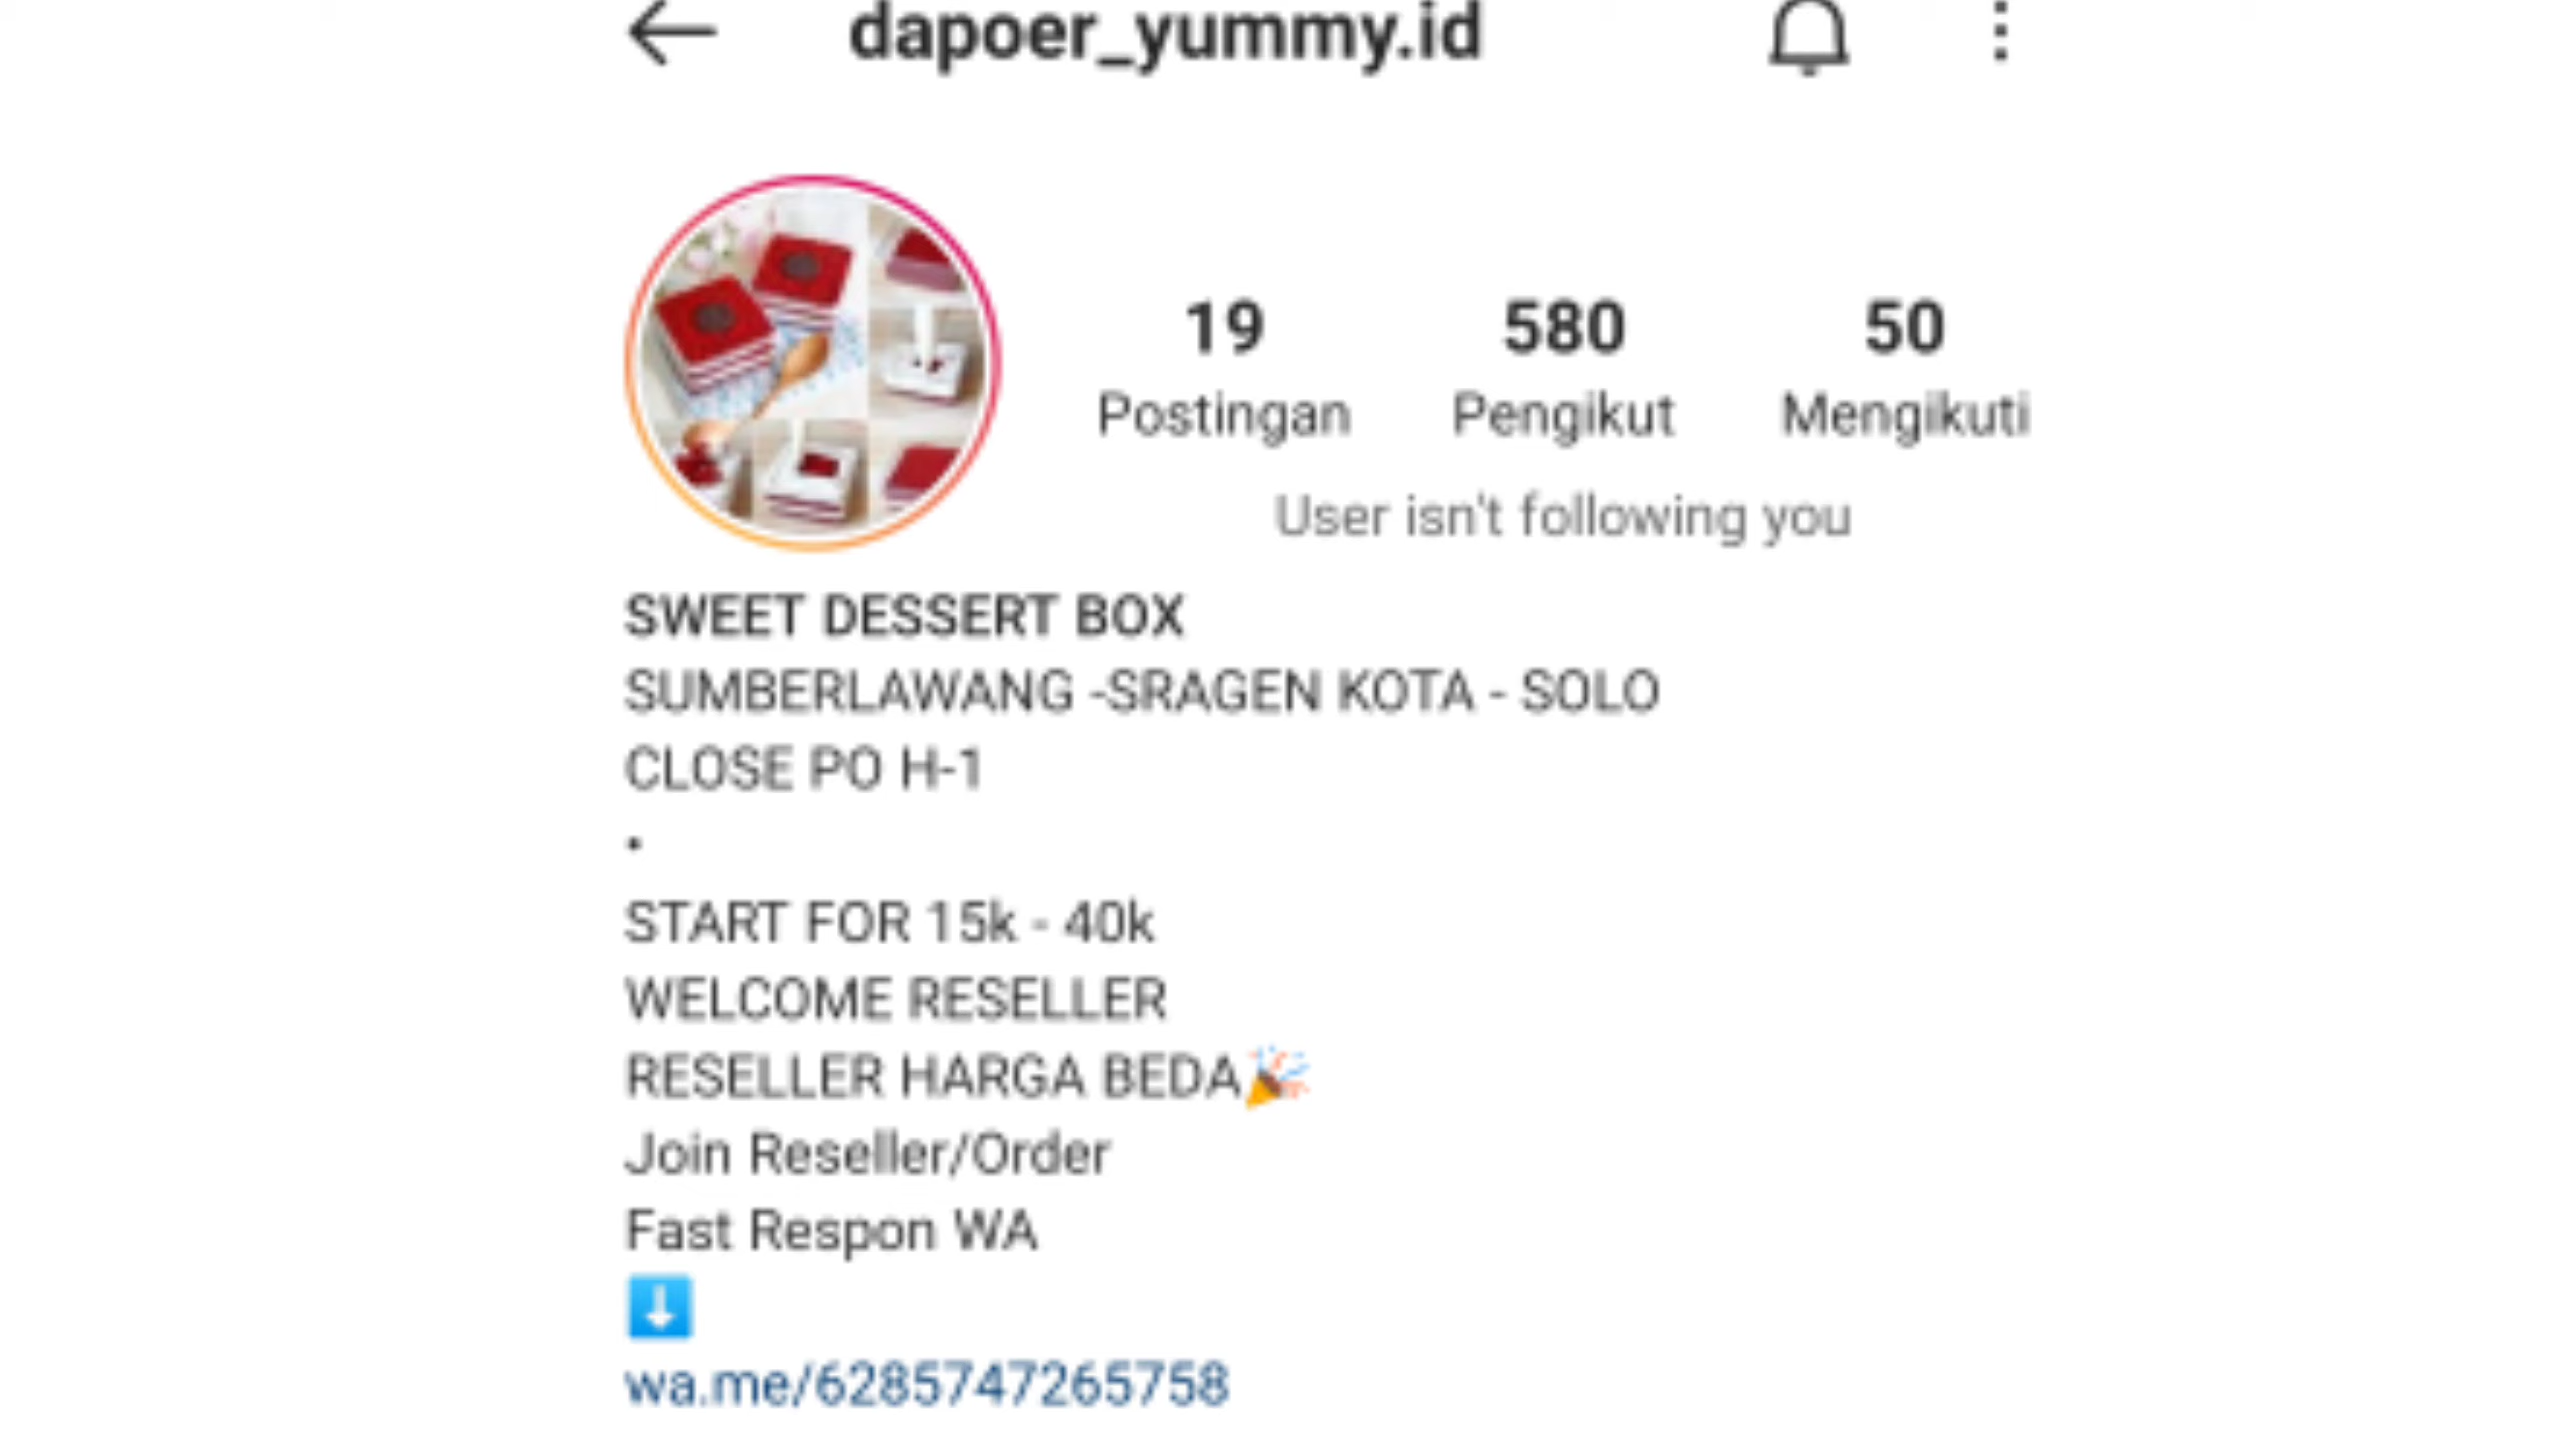 dapoer_yummy.id
19 580 50
Postingan Pengikut Mengikuti
User isn't following you
SWEET DESSERT BOX
SUMBERLAWANG -SRAGEN KOTA - SOLO
CLOSE PO H-1
•
START FOR 15k - 40k
WELCOME RESELLER
RESELLER HARGA BEDA🎉
Join Reseller/Order
Fast Respon WA
⬇️
wa.me/6285747265758